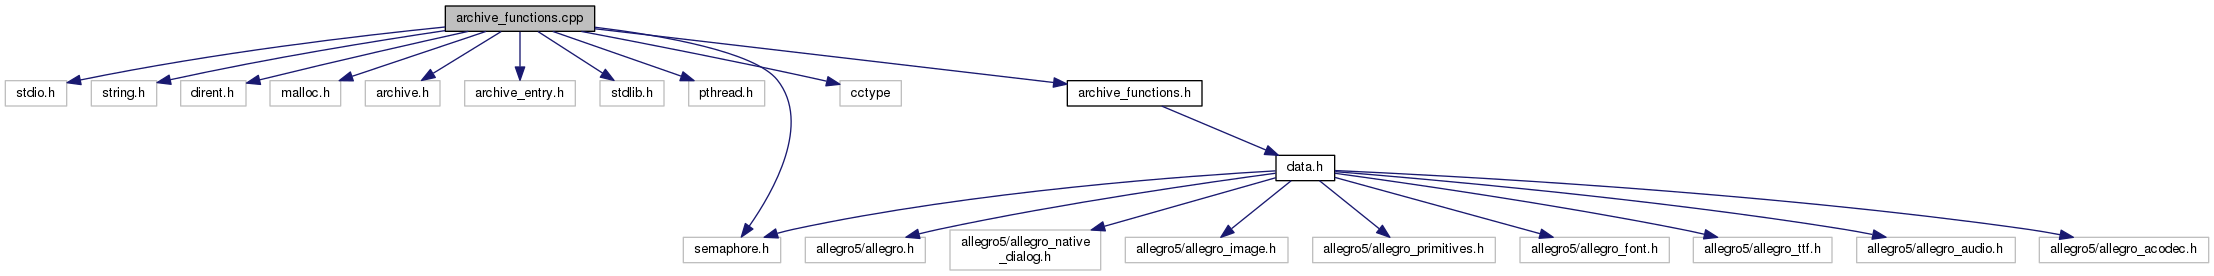 archive_functions.cpp
stdio.h
string.h
dirent.h
malloc.h
archive.h
archive_entry.h
stdlib.h
pthread.h
cctype
archive_functions.h
data.h
semaphore.h
allegro5/allegro.h
allegro5/allegro_native
_dialog.h
allegro5/allegro_image.h
allegro5/allegro_primitives.h
allegro5/allegro_font.h
allegro5/allegro_ttf.h
allegro5/allegro_audio.h
allegro5/allegro_acodec.h